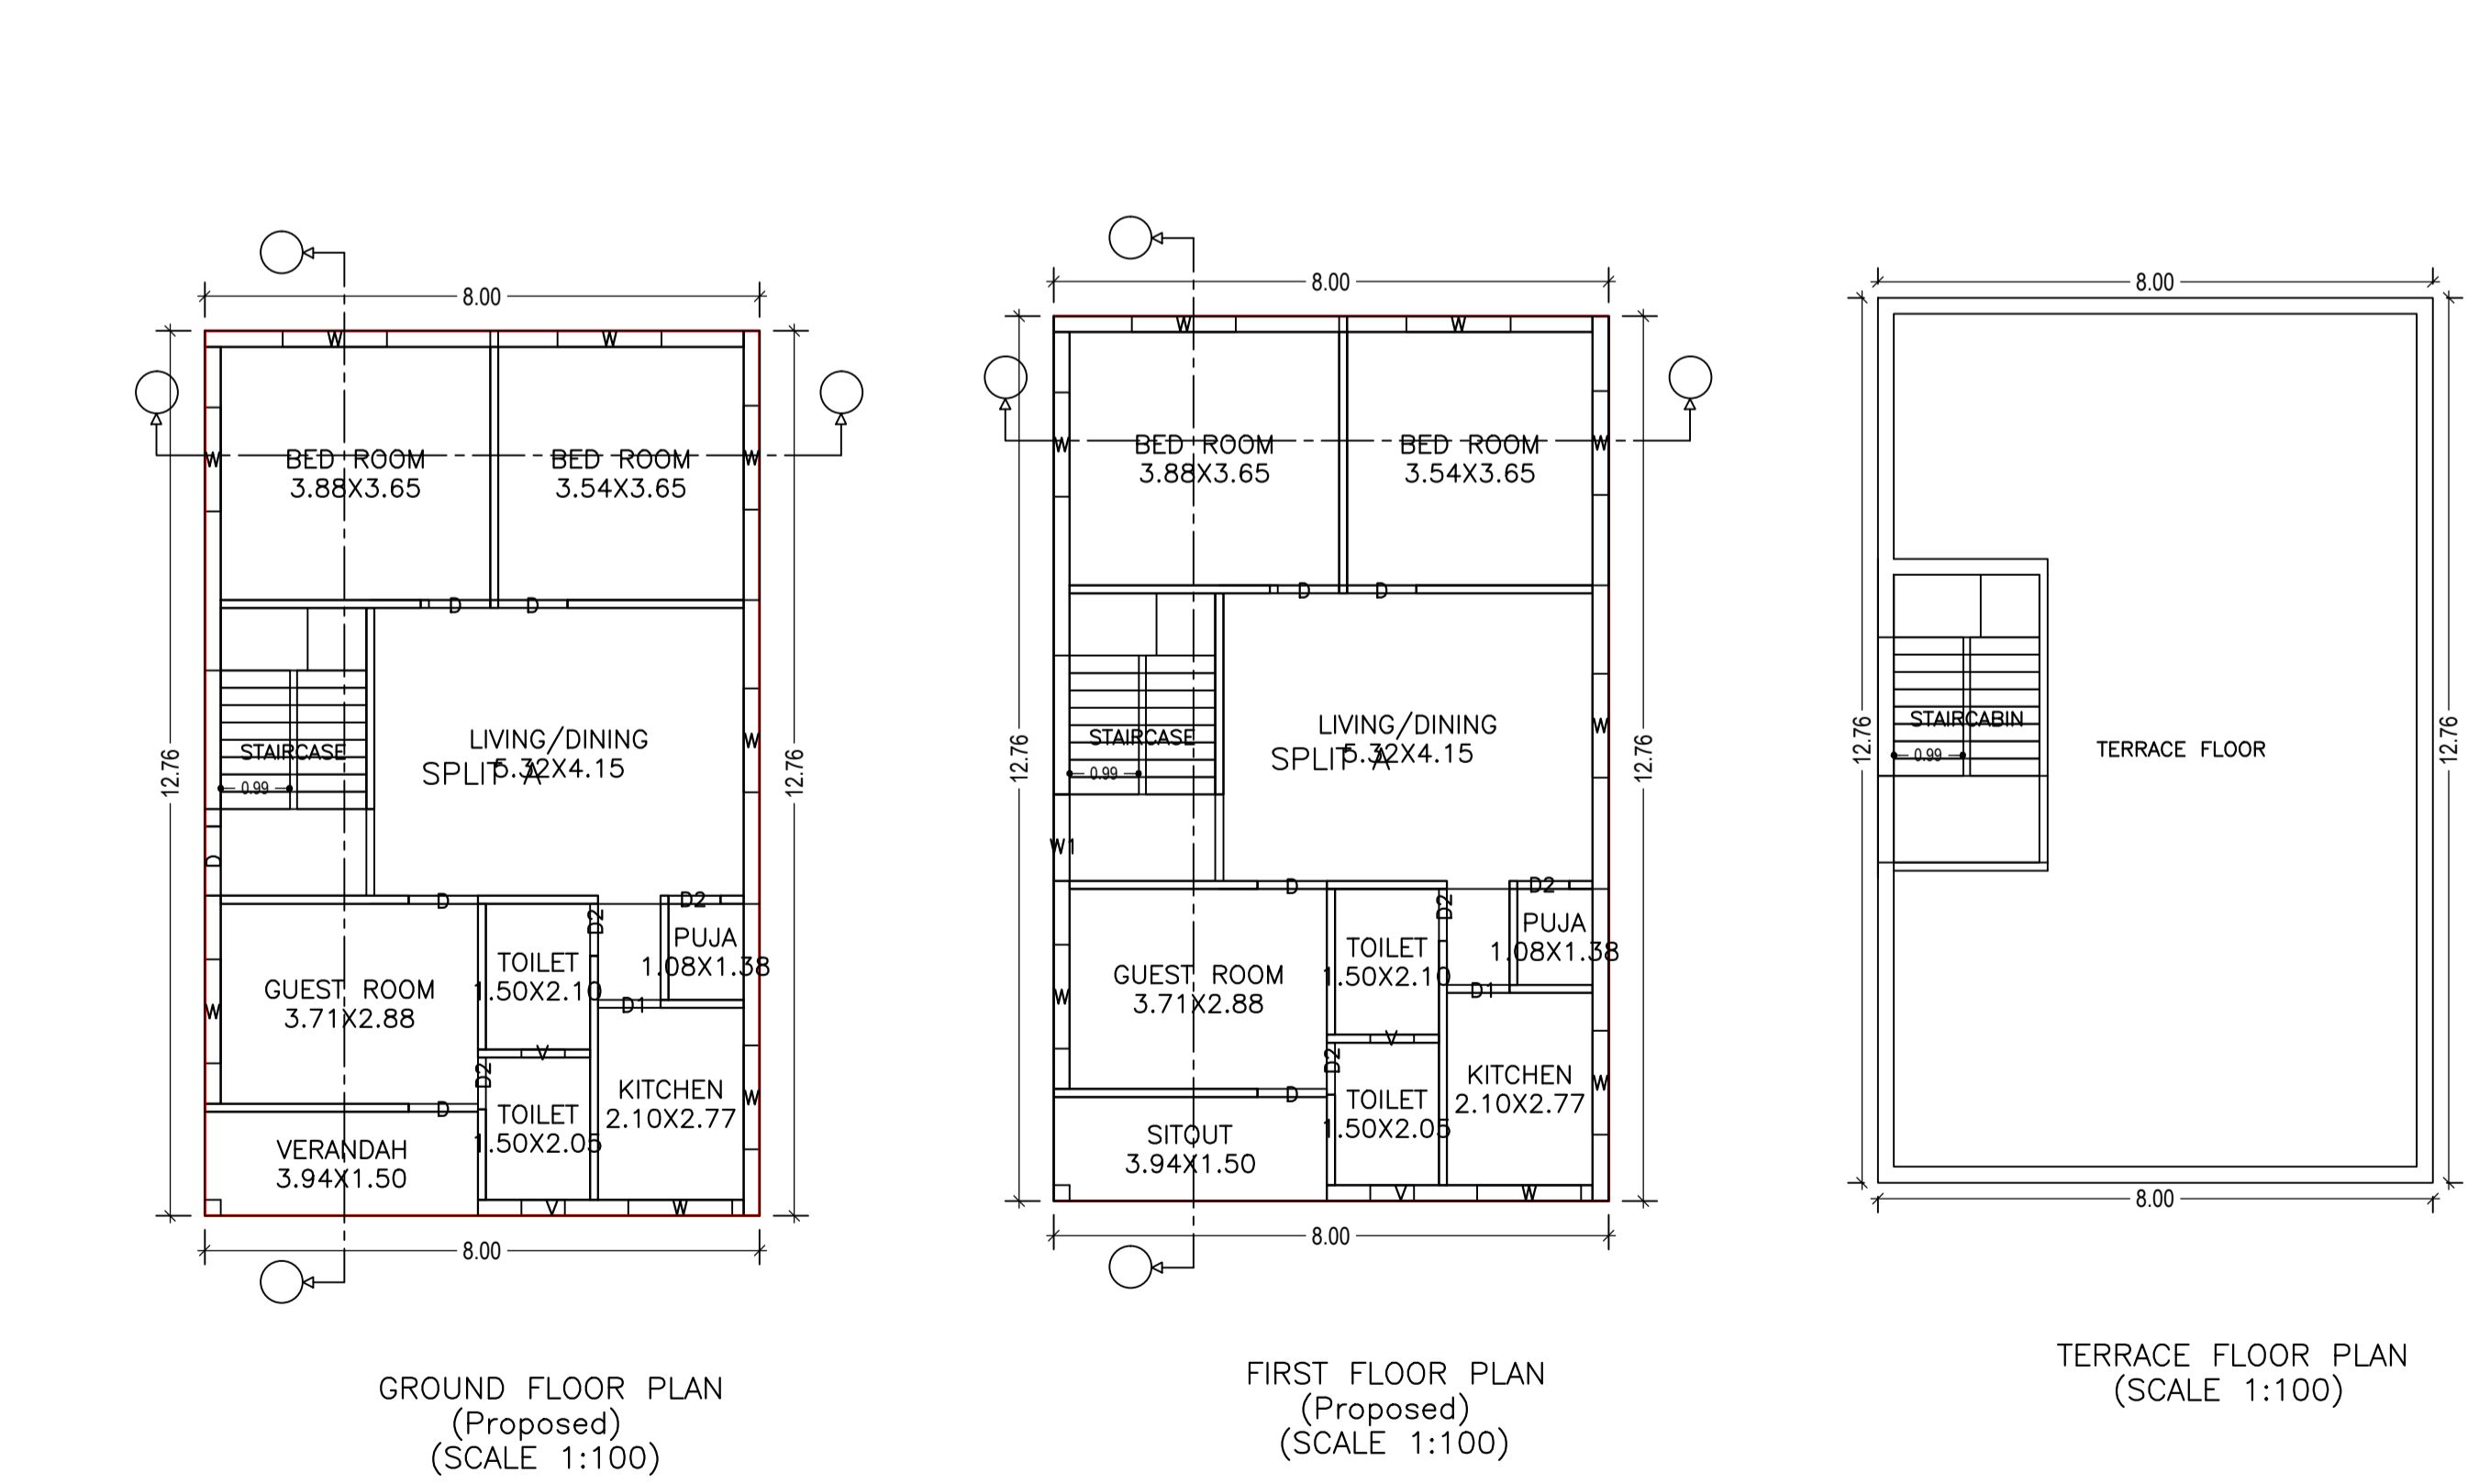 8.00
W W
W BED ROOM BED ROOM W
3.88X3.65 3.54X3.65
D D
12.76 STAIRCASE LIVING/DINING W 12.76
5.32X4.15
SPLIT A
0.99
D
D D2
D2
PUJA
1.08X1.38
TOILET
1.50X2.10
GUEST ROOM
3.71X2.88
W
D1
V
D2
KITCHEN
2.10X2.77
W
D
TOILET
1.50X2.05
VERANDAH
3.94X1.50
V W
8.00
GROUND FLOOR PLAN
(Proposed)
(SCALE 1:100)
8.00
W W
W BED ROOM BED ROOM W
3.88X3.65 3.54X3.65
D D
12.76 STAIRCASE LIVING/DINING W 12.76
5.32X4.15
SPLIT A
0.99
W1
D D2
D2
PUJA
1.08X1.38
TOILET
1.50X2.10
GUEST ROOM
3.71X2.88
W
D1
V
D2
KITCHEN
2.10X2.77
W
D
TOILET
1.50X2.05
SITOUT
3.94X1.50
V W
8.00
FIRST FLOOR PLAN
(Proposed)
(SCALE 1:100)
8.00
12.76 STAIRCABIN 12.76
0.99
TERRACE FLOOR
8.00
TERRACE FLOOR PLAN
(SCALE 1:100)